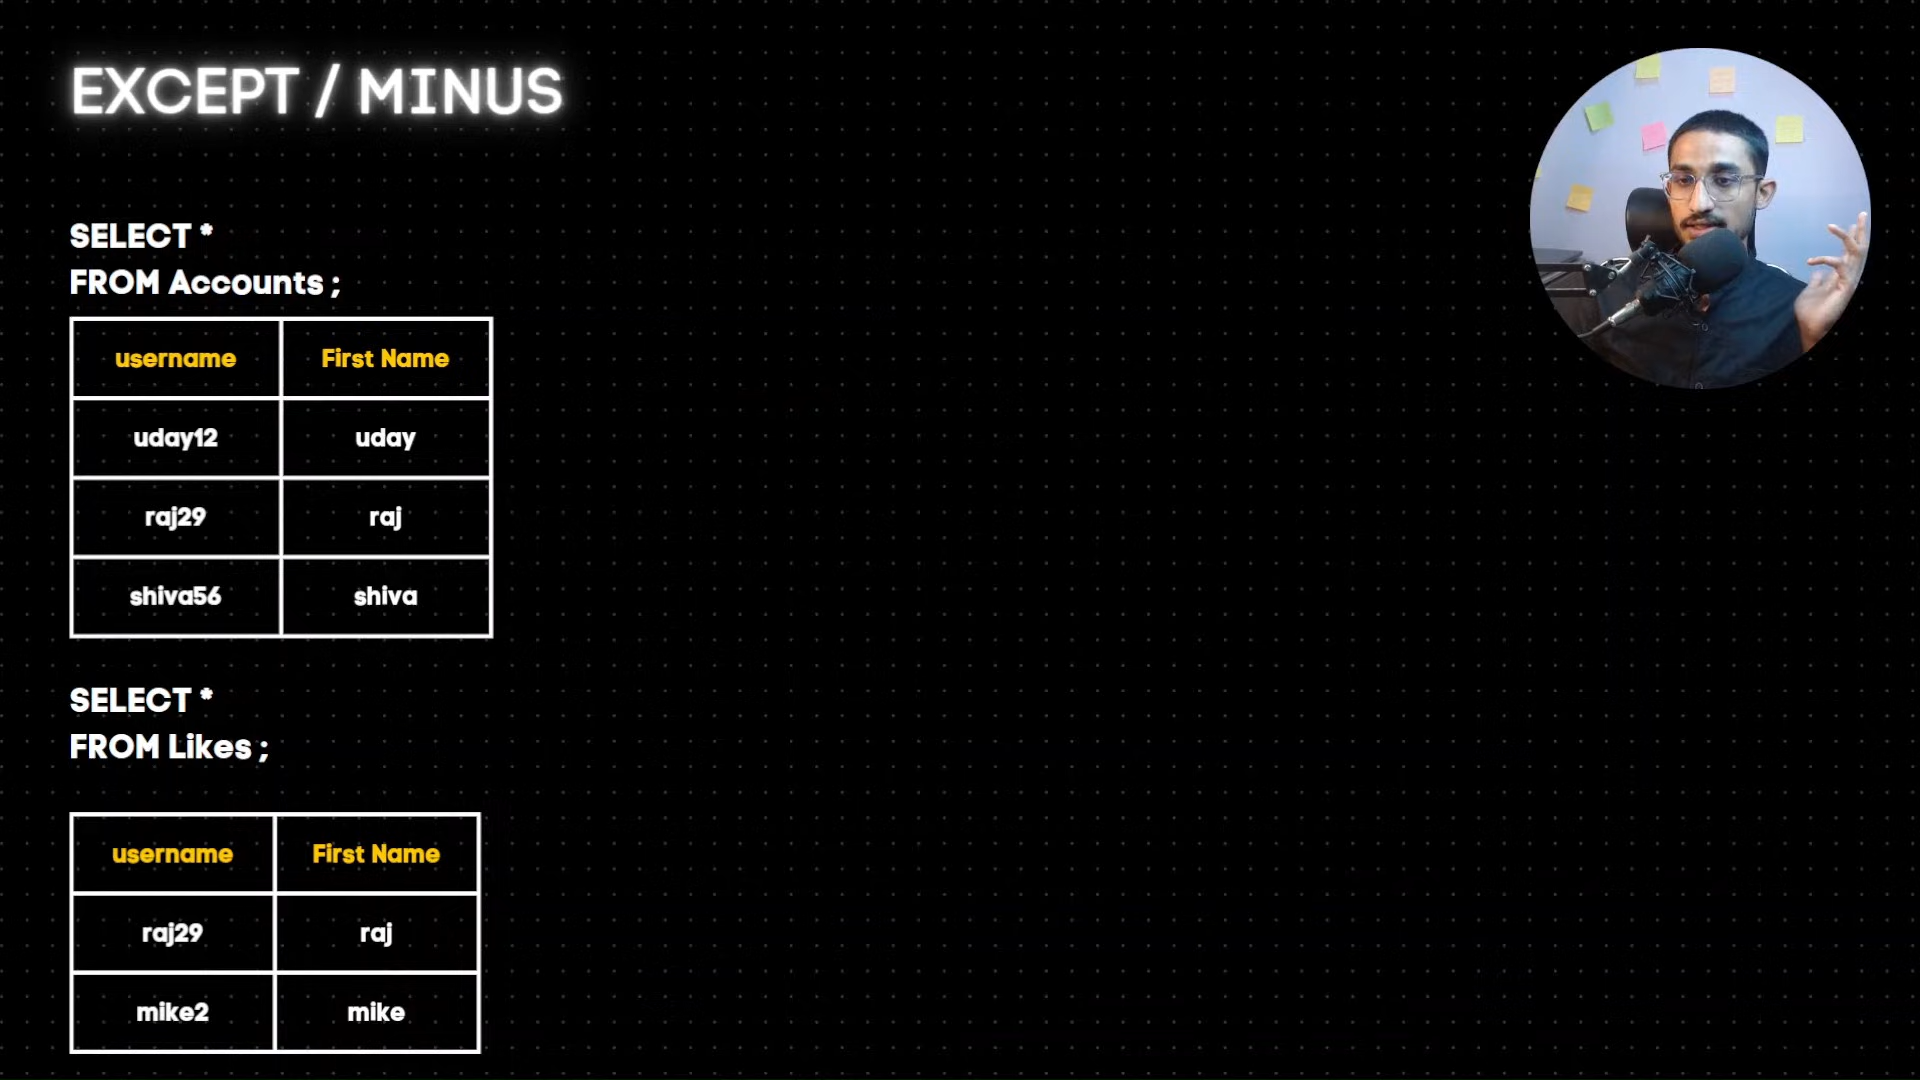 EXCEPT / MINUS
SELECT *
FROM Accounts ;
username First Name
uday12 uday
raj29 raj
shiva56 shiva
SELECT *
FROM Likes ;
username First Name
raj29 raj
mike2 mike